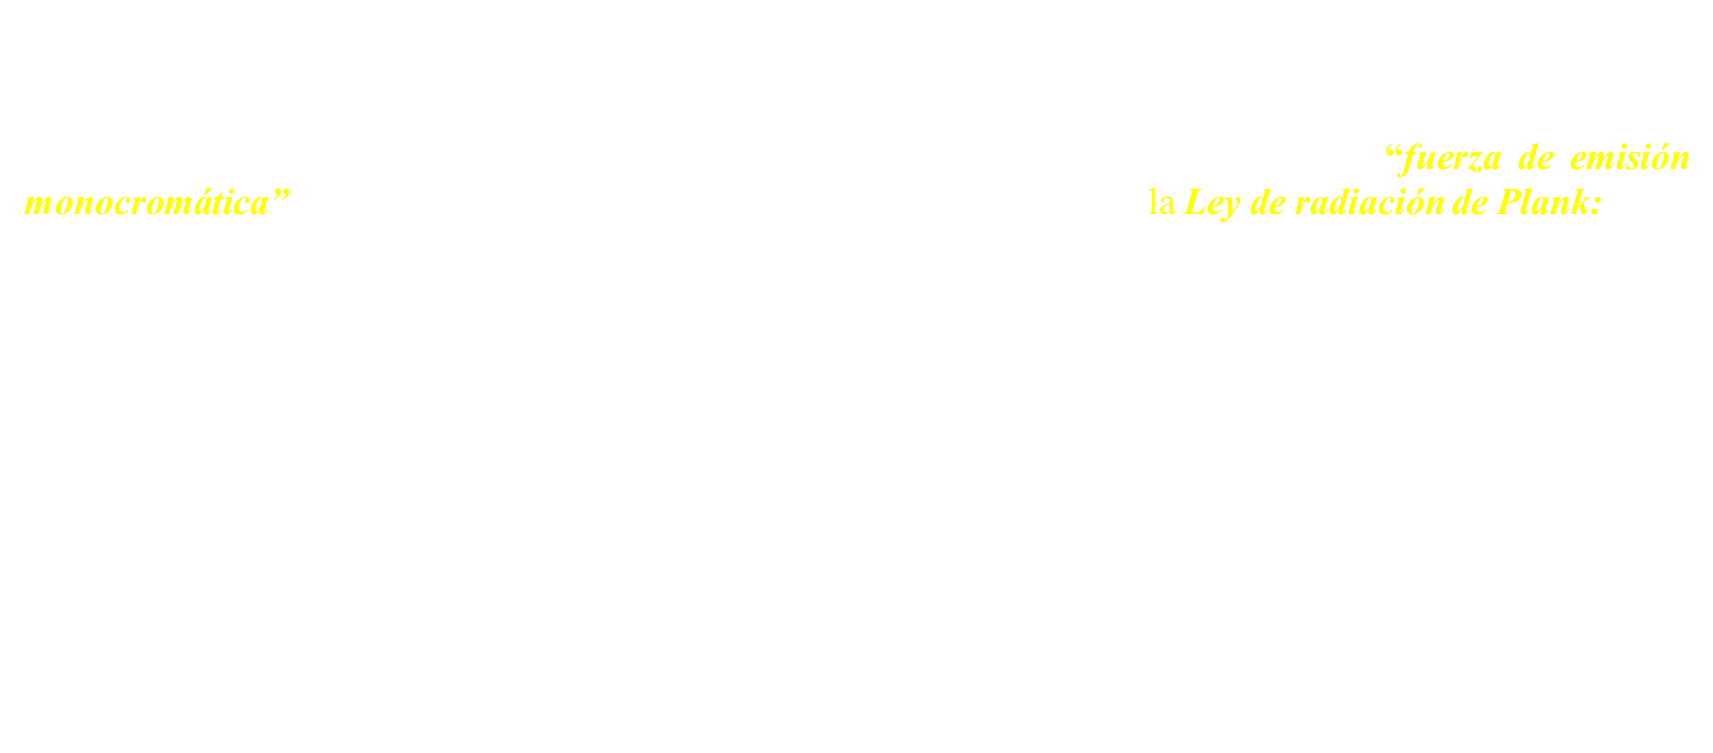 “fuerza de emisión
monocromática”
la Ley de radiación de Plank: